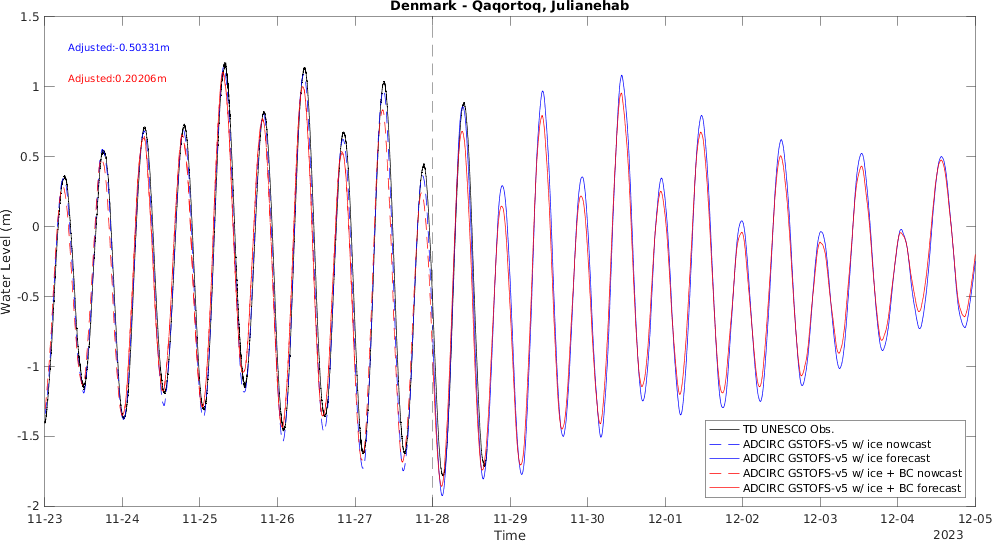 Denmark - Qaqortoq, Julianehab
Adjusted:-0.50331m
Adjusted:0.20206m
Water Level (m)
1.5
1
0.5
0
-0.5
-1
-1.5
-2
TD UNESCO Obs.
ADCIRC GSTOFS-v5 w/ ice nowcast
ADCIRC GSTOFS-v5 w/ ice forecast
ADCIRC GSTOFS-v5 w/ ice + BC nowcast
ADCIRC GSTOFS-v5 w/ ice + BC forecast
11-23 11-24 11-25 11-26 11-27 11-28 11-29 11-30 12-01 12-02 12-03 12-04 12-05
Time
2023